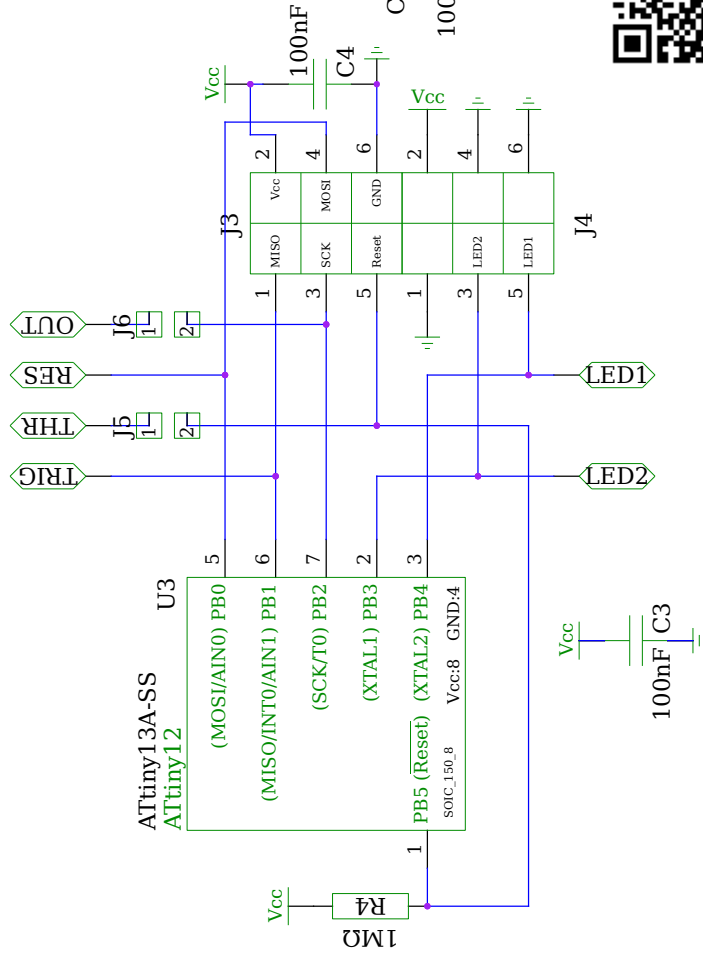 100nF
C4
Vcc
C
100
Vcc
2
4
6
2
4
6
J3
Vcc
MOSI
GND
MISO
SCK
Reset
LED2
LED1
J4
1
3
5
1
3
5
OUT
RES
THR
TRIG
J6
1
2
J5
1
2
LED1
LED2
U3
5
6
7
2
3
ATtiny13A-SS
ATtiny12
(MOSI/AIN0) PB0
(MISO/INT0/AIN1) PB1
(SCK/T0) PB2
(XTAL1) PB3
(XTAL2) PB4
PB5 (Reset)
Vcc:8 GND:4
SOIC_150_8
1
Vcc
R4
1MΩ
Vcc
100nF C3